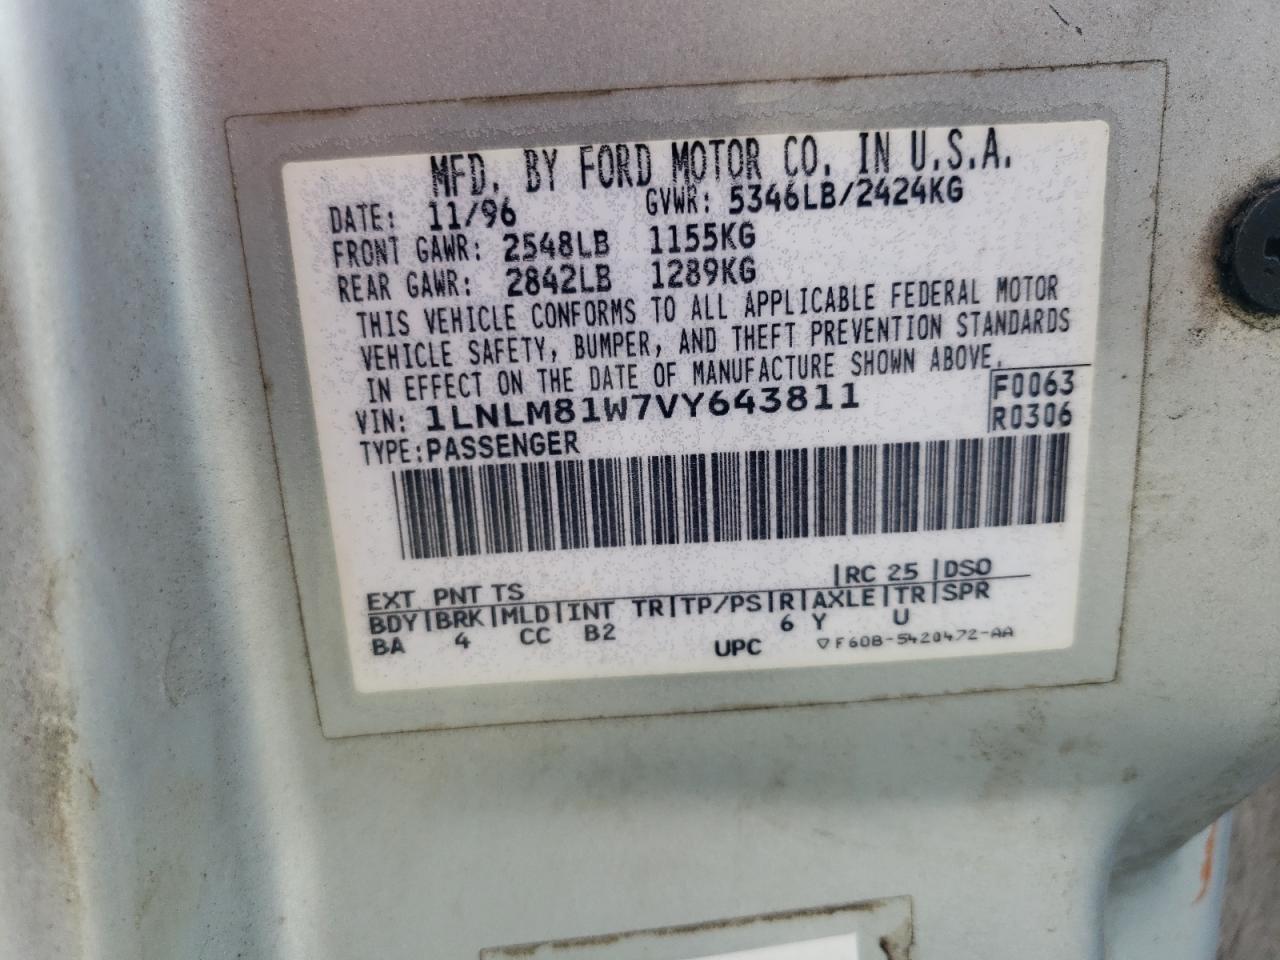 MFD. BY FORD MOTOR CO. IN U.S.A.
DATE: 11/96 GVWR: 5346LB/2424KG
FRONT GAWR: 2548LB 1155KG
REAR GAWR: 2842LB 1289KG
THIS VEHICLE CONFORMS TO ALL APPLICABLE FEDERAL MOTOR
VEHICLE SAFETY, BUMPER, AND THEFT PREVENTION STANDARDS
IN EFFECT ON THE DATE OF MANUFACTURE SHOWN ABOVE.
VIN: 1LNLM81W7VY643811 F0063
TYPE:PASSENGER R0306
EXT PNT TS |RC 25 |DSO
BDY|BRK|MLD|INT TR|TP/PS|R|AXLE|TR|SPR
BA 4 CC B2 6 Y U
UPC ▽F60B-5420472-AA